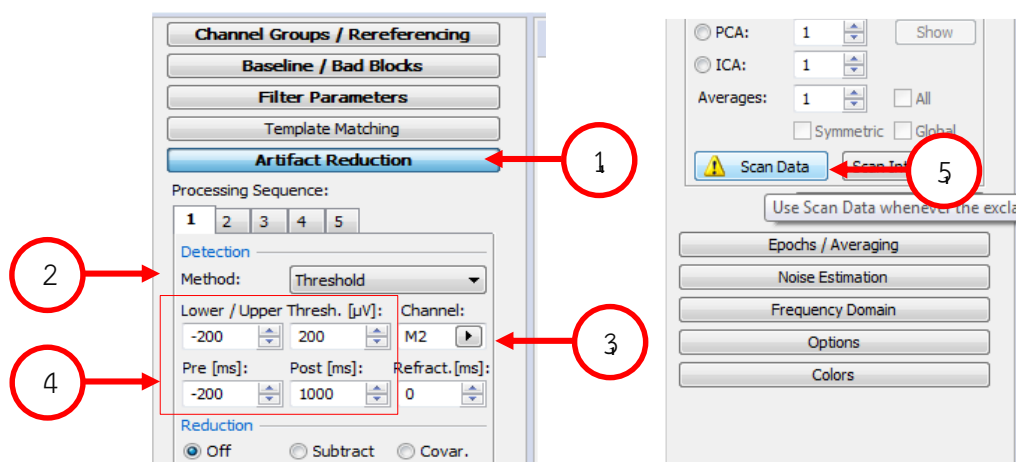 Channel Groups / Rereferencing
Baseline / Bad Blocks
Filter Parameters
Template Matching
Artifact Reduction
1
Processing Sequence:
1 2 3 4 5
Detection
2
Method: Threshold
Lower / Upper Thresh. [µV]: Channel:
-200 200 M2
3
4
Pre [ms]: Post [ms]: Refract.[ms]:
-200 1000 0
Reduction
Off Subtract Covar.
PCA: 1 Show
ICA: 1
Averages: 1 All
Symmetric Global
Scan Data Scan Int
5
Use Scan Data whenever the excla
Epochs / Averaging
Noise Estimation
Frequency Domain
Options
Colors